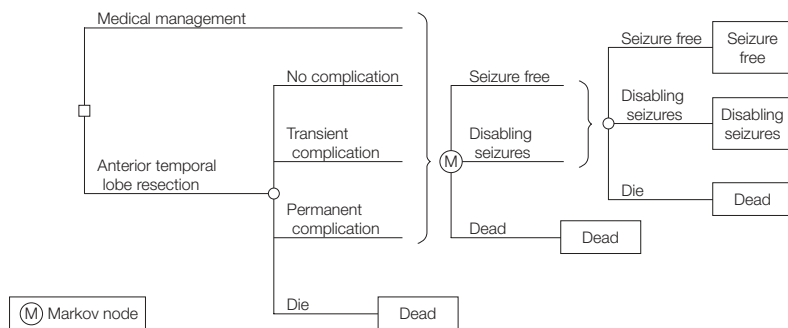 Medical management
No complication
Transient
complication
Anterior temporal
lobe resection
Permanent
complication
Die
Dead
M
Seizure free
Disabling
seizures
Dead
Dead
Seizure free
Seizure
free
Disabling
seizures
Disabling
seizures
Die
Dead
M Markov node